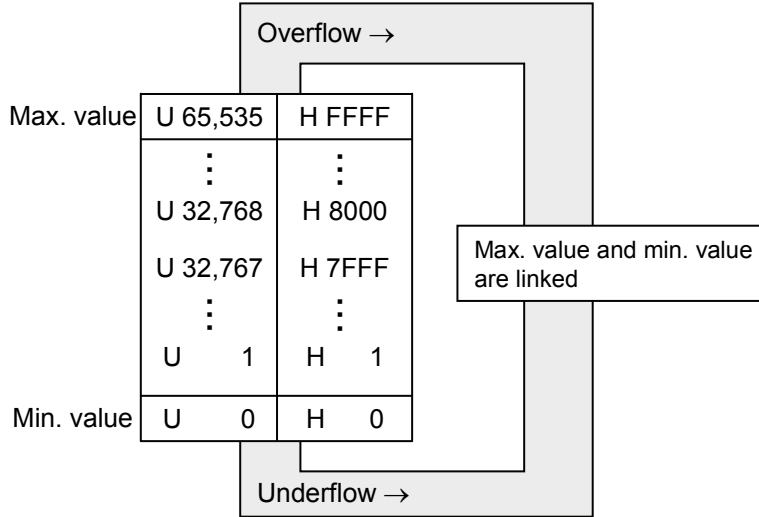 Overflow →
Max. value U 65,535 H FFFF
⋮ ⋮
U 32,768 H 8000
U 32,767 H 7FFF
⋮ ⋮
U 1 H 1
Min. value U 0 H 0
Max. value and min. value
are linked
Underflow →